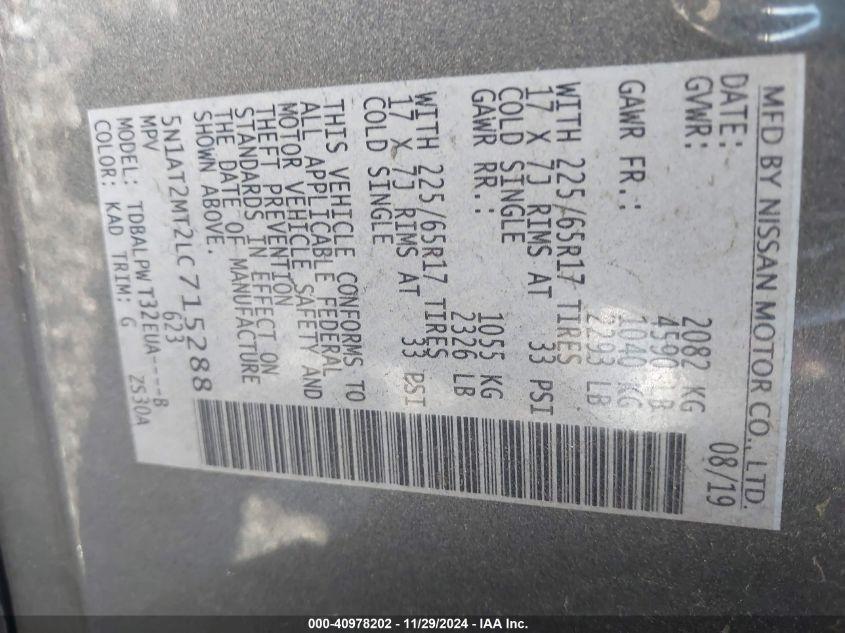 MFD BY NISSAN MOTOR CO., LTD.
DATE: 08/19
GVWR: 2082 KG
4590 LB
GAWR FR.: 1040 KG
2293 LB
WITH 225/65R17 TIRES
17 X 7J RIMS AT 33 PSI
COLD SINGLE
GAWR RR.: 1055 KG
2326 LB
WITH 225/65R17 TIRES
17 X 7J RIMS AT 33 PSI
COLD SINGLE
THIS VEHICLE CONFORMS TO
ALL APPLICABLE FEDERAL
MOTOR VEHICLE SAFETY AND
THEFT PREVENTION
STANDARDS IN EFFECT ON
THE DATE OF MANUFACTURE
SHOWN ABOVE.
5N1AT2MT2LC715288
MPV 623
MODEL: TDBALPWT32EUA----B
COLOR: KAD TRIM: G 2S30A
000-40978202 - 11/29/2024 - IAA Inc.